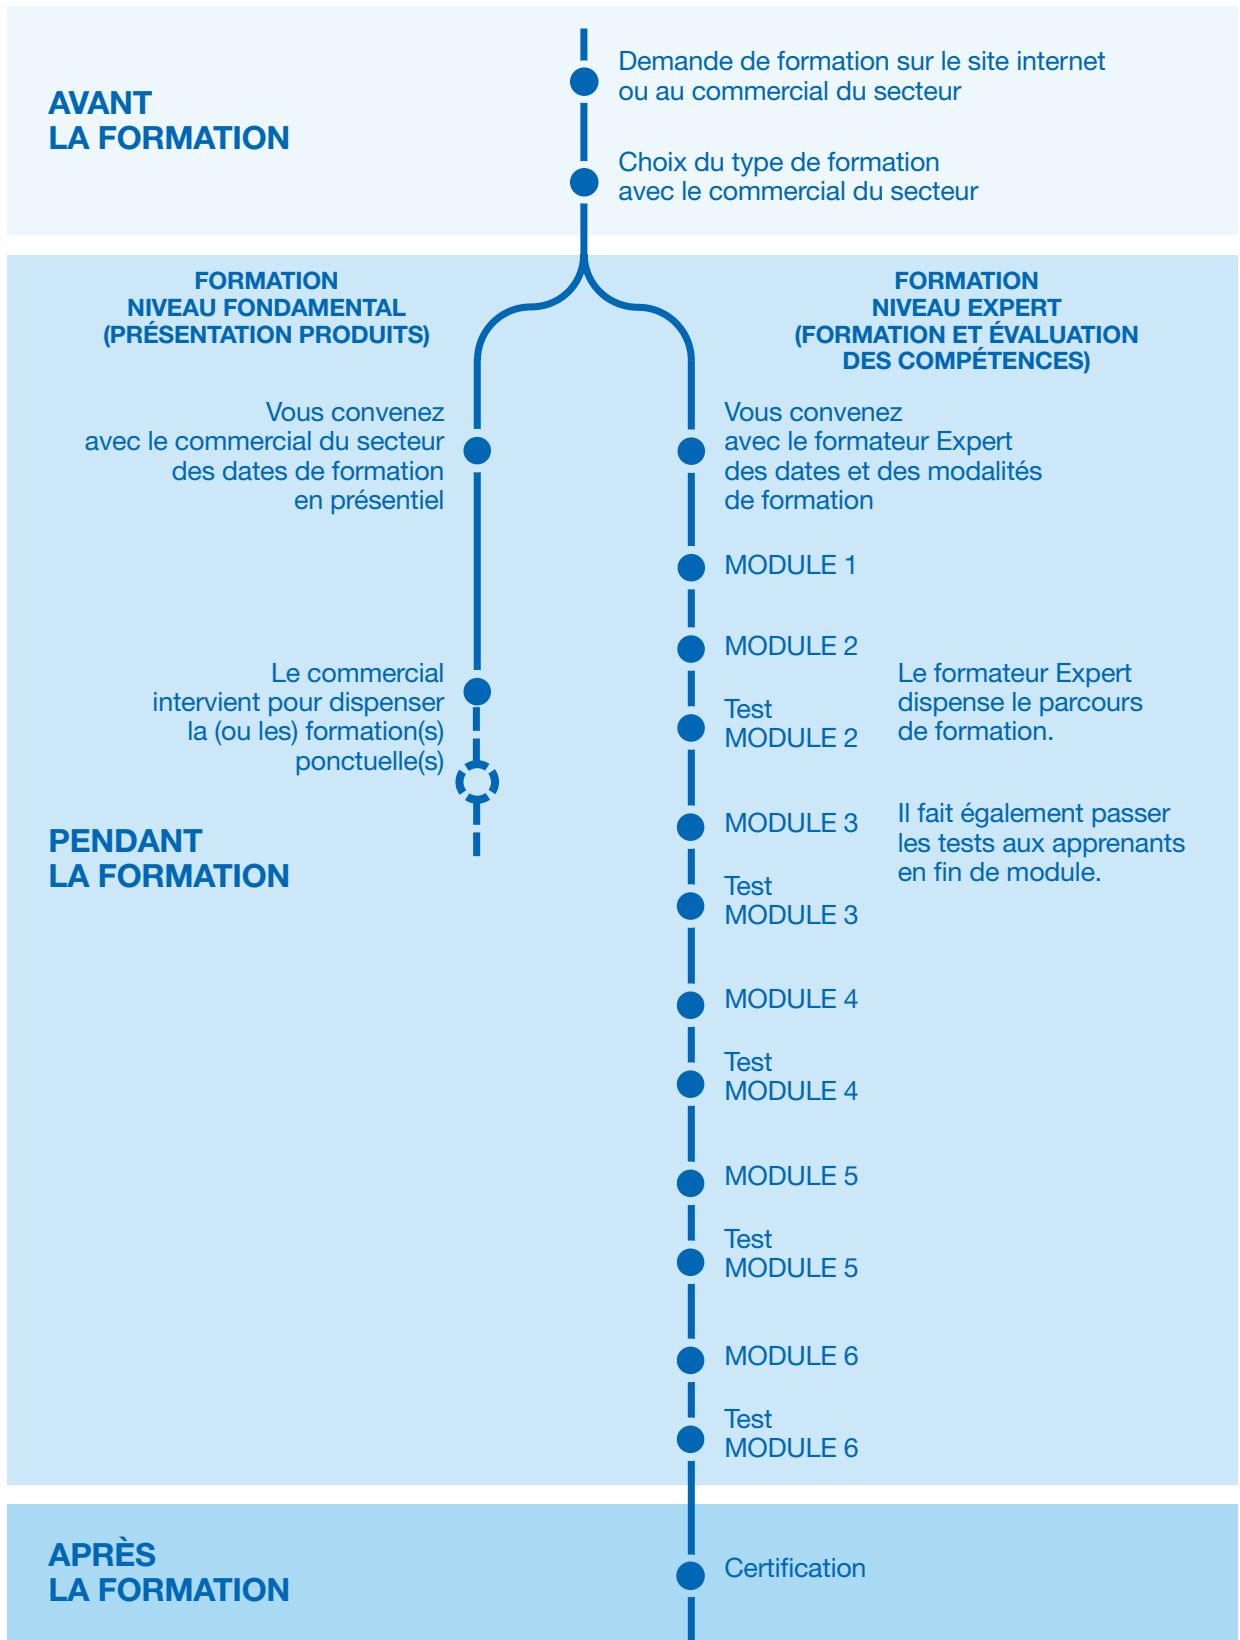 AVANT
LA FORMATION
Demande de formation sur le site internet
ou au commercial du secteur
Choix du type de formation
avec le commercial du secteur
FORMATION
NIVEAU FONDAMENTAL
(PRÉSENTATION PRODUITS)
FORMATION
NIVEAU EXPERT
(FORMATION ET ÉVALUATION
DES COMPÉTENCES)
Vous convenez
avec le commercial du secteur
des dates de formation
en présentiel
Vous convenez
avec le formateur Expert
des dates et des modalités
de formation
MODULE 1
MODULE 2
Le commercial
intervient pour dispenser
la (ou les) formation(s)
ponctuelle(s)
Test
MODULE 2
Le formateur Expert
dispense le parcours
de formation.
PENDANT
LA FORMATION
MODULE 3
Il fait également passer
les tests aux apprenants
en fin de module.
Test
MODULE 3
MODULE 4
Test
MODULE 4
MODULE 5
Test
MODULE 5
MODULE 6
Test
MODULE 6
APRÈS
LA FORMATION
Certification